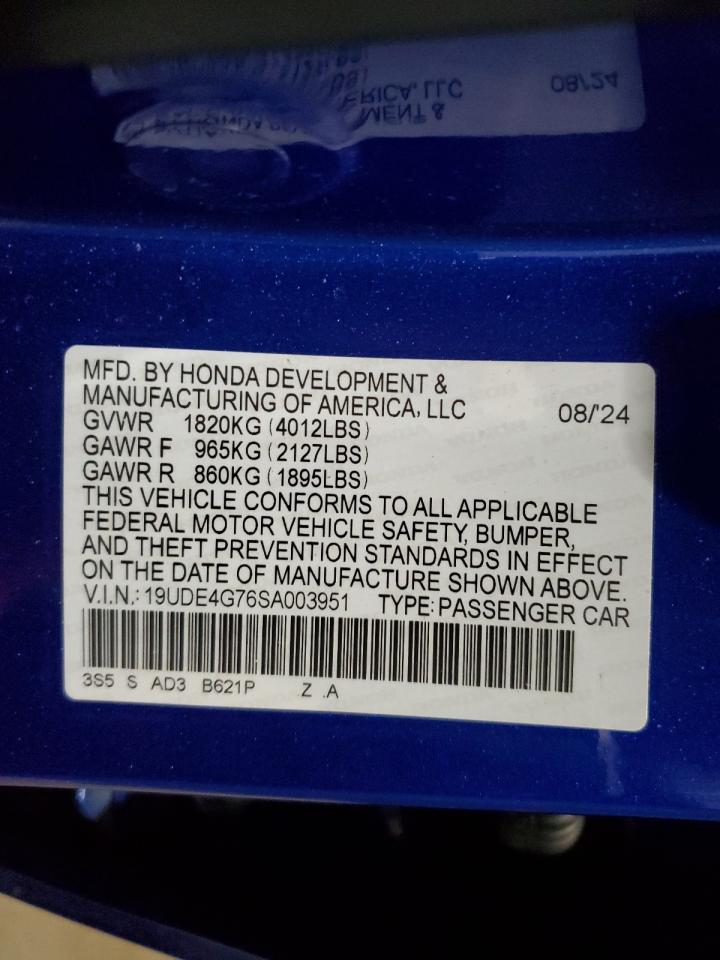 MFD. BY HONDA DEVELOPMENT &
MANUFACTURING OF AMERICA, LLC 08/'24
GVWR 1820KG (4012LBS)
GAWR F 965KG (2127LBS)
GAWR R 860KG (1895LBS)
THIS VEHICLE CONFORMS TO ALL APPLICABLE
FEDERAL MOTOR VEHICLE SAFETY, BUMPER,
AND THEFT PREVENTION STANDARDS IN EFFECT
ON THE DATE OF MANUFACTURE SHOWN ABOVE.
V.I.N.: 19UDE4G76SA003951 TYPE: PASSENGER CAR
3S5 S AD3 B621P Z .A